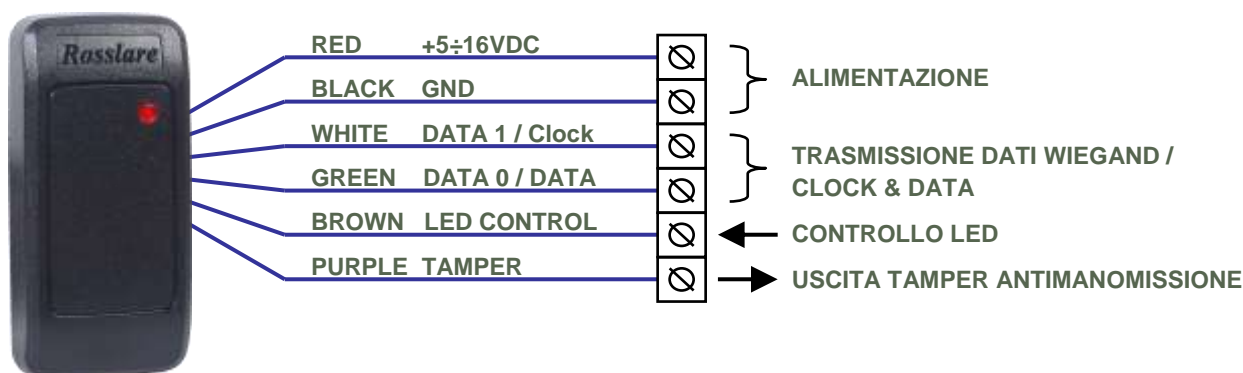 Rosslare
RED +5÷16VDC
BLACK GND
WHITE DATA 1 / Clock
GREEN DATA 0 / DATA
BROWN LED CONTROL
PURPLE TAMPER
ALIMENTAZIONE
TRASMISSIONE DATI WIEGAND /
CLOCK & DATA
CONTROLLO LED
USCITA TAMPER ANTIMANOMISSIONE